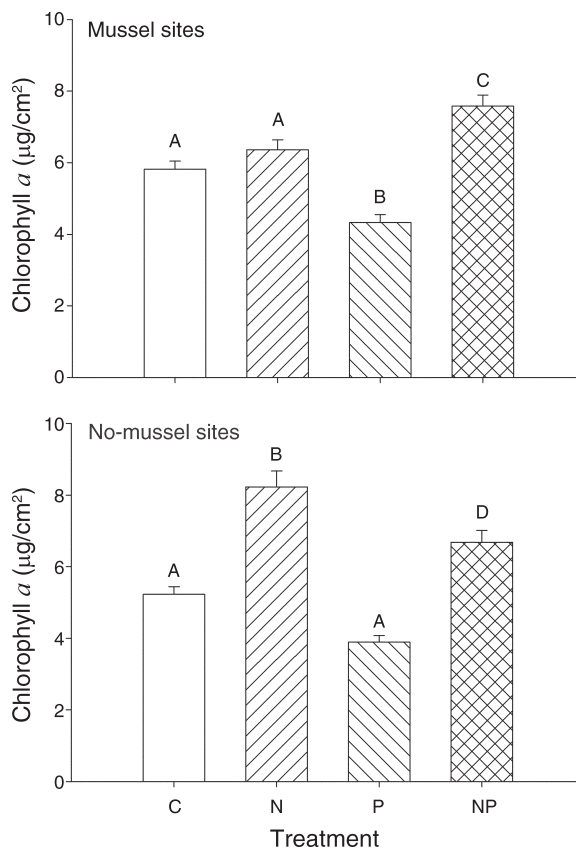 Mussel sites
Chlorophyll a (µg/cm²)
10
8
6
4
2
0
A
A
B
C
No-mussel sites
Chlorophyll a (µg/cm²)
10
8
6
4
2
0
A
B
A
D
C
N
P
NP
Treatment